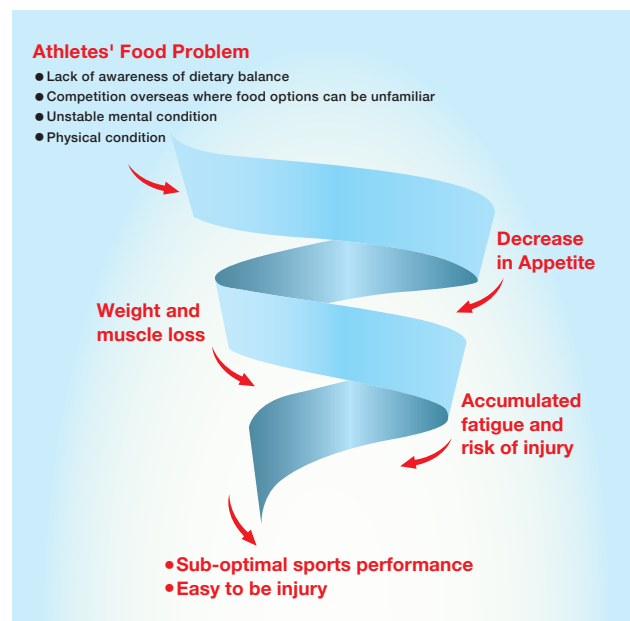 Athletes' Food Problem
● Lack of awareness of dietary balance
● Competition overseas where food options can be unfamiliar
● Unstable mental condition
● Physical condition
Decrease
in Appetite
Weight and
muscle loss
Accumulated
fatigue and
risk of injury
● Sub-optimal sports performance
● Easy to be injury